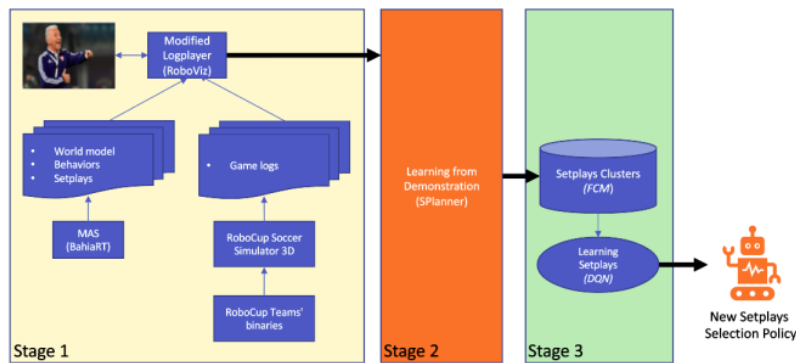 Modified
Logplayer
(RoboViz)
• World model
• Behaviors
• Setplays
• Game logs
MAS
(BahiaRT)
RoboCup Soccer
Simulator 3D
RoboCup Teams'
binaries
Stage 1
Learning from
Demonstration
(SPlanner)
Stage 2
Setplays Clusters
(FCM)
Learning
Setplays
(DQN)
Stage 3
New Setplays
Selection Policy